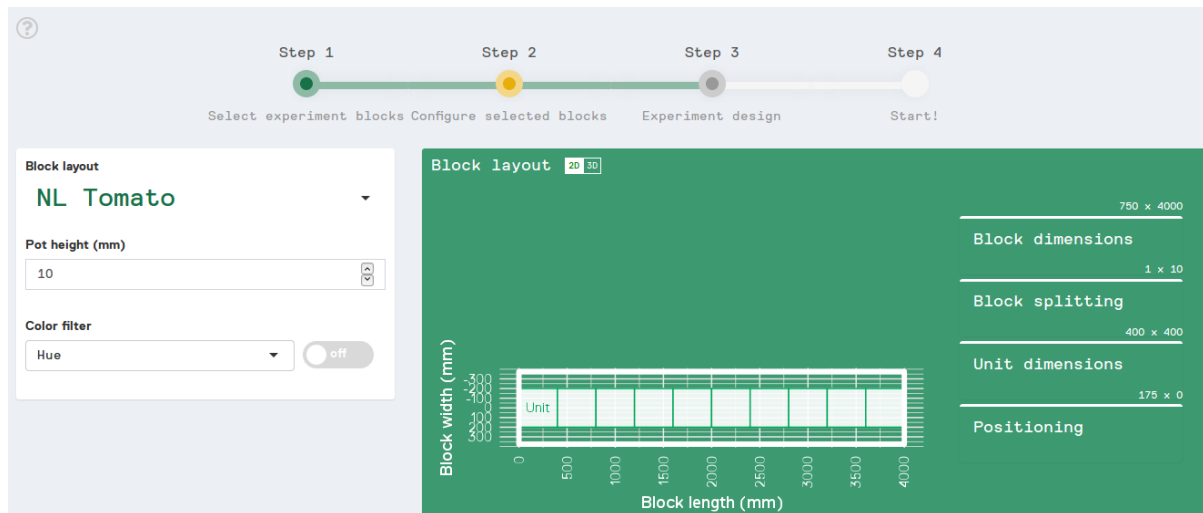 ?
Step 1 Step 2 Step 3 Step 4
Select experiment blocks Configure selected blocks Experiment design Start!
Block layout
NL Tomato
Pot height (mm)
10
Color filter
Hue off
Block layout 2D 3D
750 x 4000
Block dimensions
1 x 10
Block splitting
400 x 400
Unit dimensions
175 x 0
Positioning
Block width (mm)
-300
-200
-100
0
100
200
300
Unit
0 500 1000 1500 2000 2500 3000 3500 4000
Block length (mm)